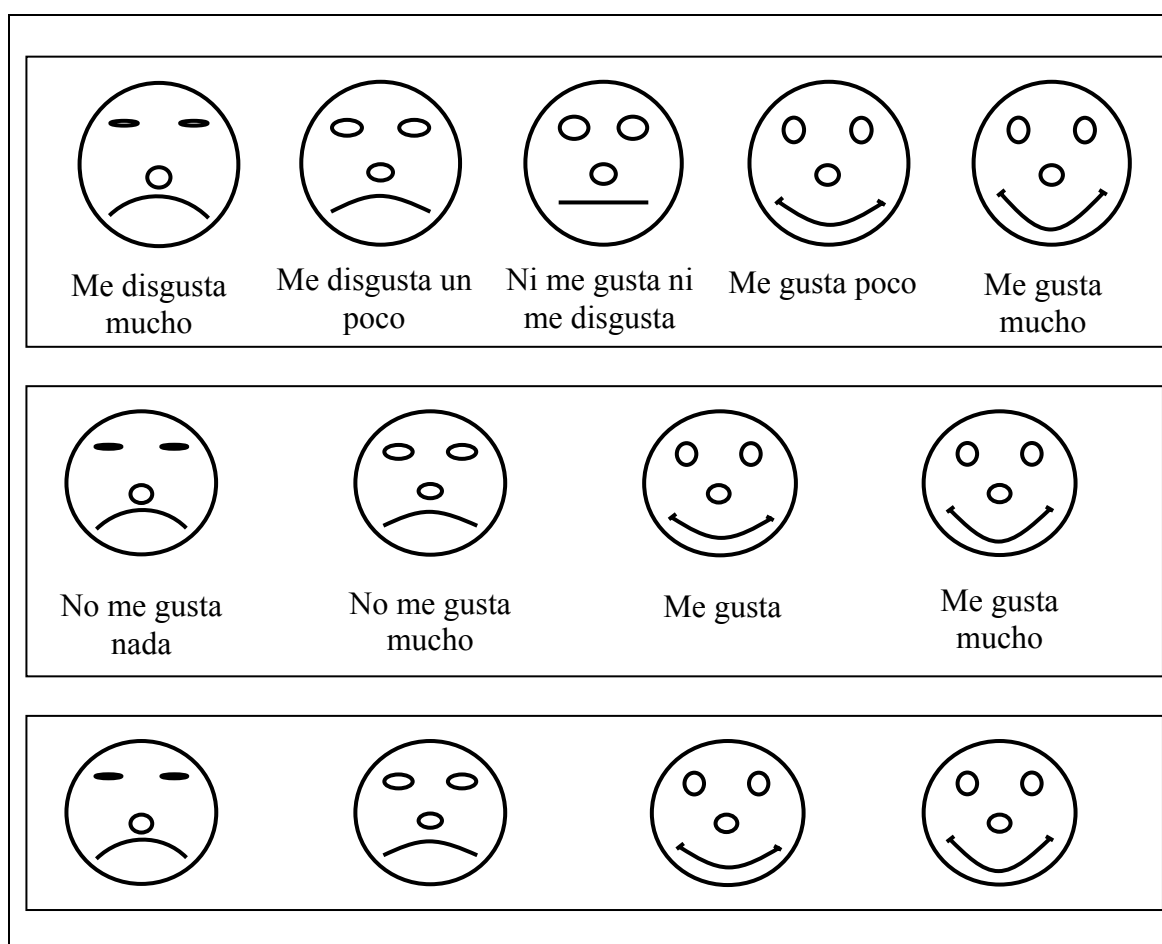 Me disgusta
mucho
Me disgusta un
poco
Ni me gusta ni
me disgusta
Me gusta poco
Me gusta
mucho
No me gusta
nada
No me gusta
mucho
Me gusta
Me gusta
mucho